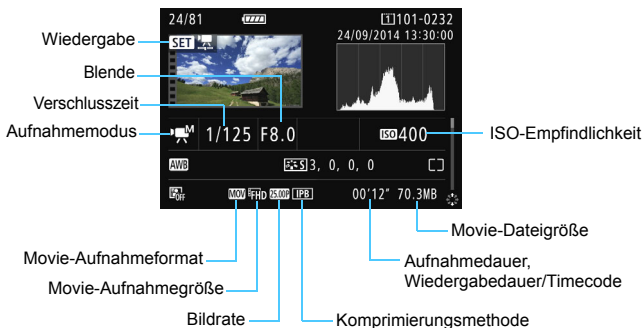 24/81 1 101-0232
24/09/2014 13:30:00
Wiedergabe
SET
Blende
Verschlusszeit
Aufnahmemodus
M 1/125 F8.0 ISO 400
ISO-Empfindlichkeit
AWB S 3, 0, 0, 0
OFF MOV FHD 25.00P IPB 00'12" 70.3MB
Movie-Dateigröße
Movie-Aufnahmeformat
Aufnahmedauer,
Wiedergabedauer/Timecode
Movie-Aufnahmegröße
Bildrate
Komprimierungsmethode